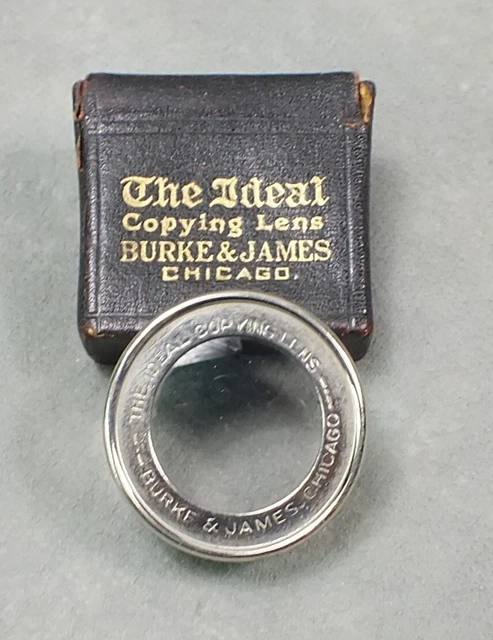 The Ideal
Copying Lens
BURKE & JAMES
CHICAGO.
THE IDEAL COPYING LENS
BURKE & JAMES. CHICAGO